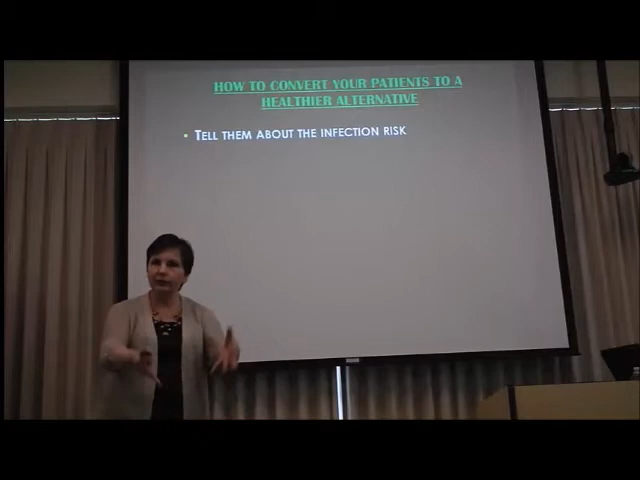 HOW TO CONVERT YOUR PATIENTS TO A
HEALTHIER ALTERNATIVE
• TELL THEM ABOUT THE INFECTION RISK